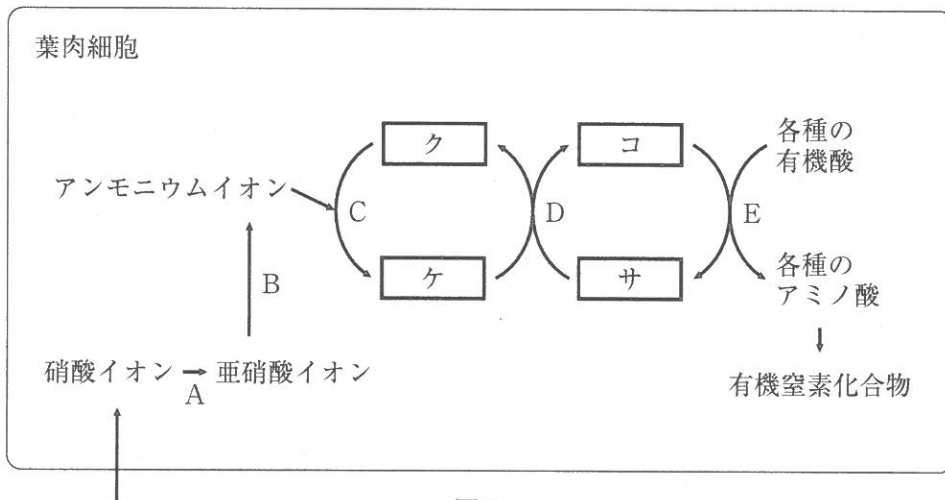 葉肉細胞
ク
コ
各種の
有機酸
アンモニウムイオン
C
D
E
ケ
サ
各種の
アミノ酸
B
硝酸イオン
亜硝酸イオン
A
有機窒素化合物